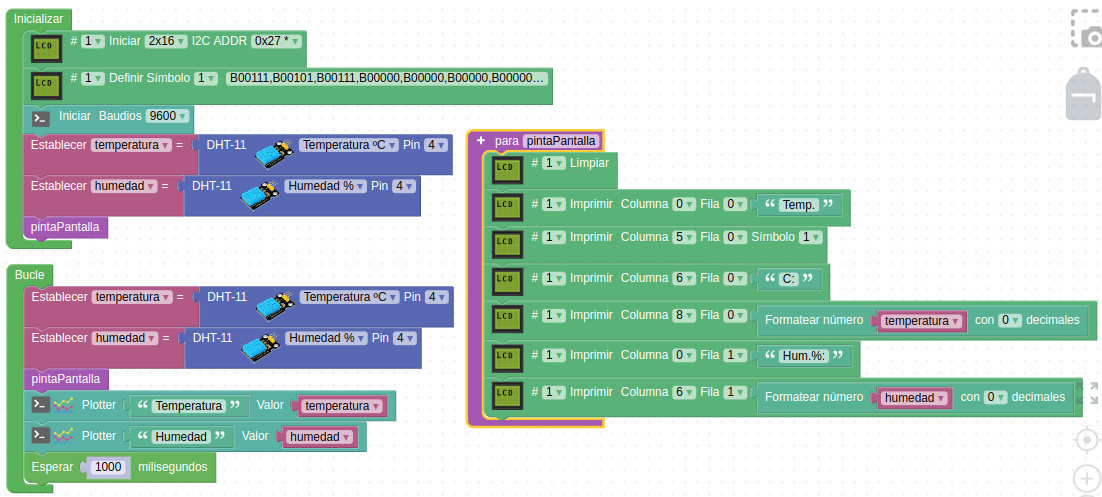 Inicializar
LCD # 1 Iniciar 2x16 I2C ADDR 0x27 *
LCD # 1 Definir Símbolo 1 B00111,B00101,B00111,B00000,B00000,B00000,B00000...
Iniciar Baudios 9600
Establecer temperatura = DHT-11 Temperatura ºC Pin 4
Establecer humedad = DHT-11 Humedad % Pin 4
pintaPantalla
Bucle
Establecer temperatura = DHT-11 Temperatura ºC Pin 4
Establecer humedad = DHT-11 Humedad % Pin 4
pintaPantalla
Plotter “ Temperatura ” Valor temperatura
Plotter “ Humedad ” Valor humedad
Esperar 1000 milisegundos
+ para pintaPantalla
LCD # 1 Limpiar
LCD # 1 Imprimir Columna 0 Fila 0 “ Temp. ”
LCD # 1 Imprimir Columna 5 Fila 0 Símbolo 1
LCD # 1 Imprimir Columna 6 Fila 0 “ C: ”
LCD # 1 Imprimir Columna 8 Fila 0 Formatear número temperatura con 0 decimales
LCD # 1 Imprimir Columna 0 Fila 1 “ Hum.%: ”
LCD # 1 Imprimir Columna 6 Fila 1 Formatear número humedad con 0 decimales